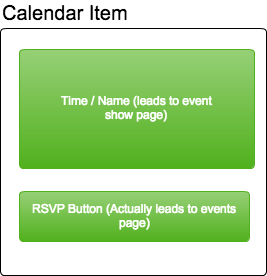 Calendar Item
Time / Name (leads to event
show page)
RSVP Button (Actually leads to events
page)